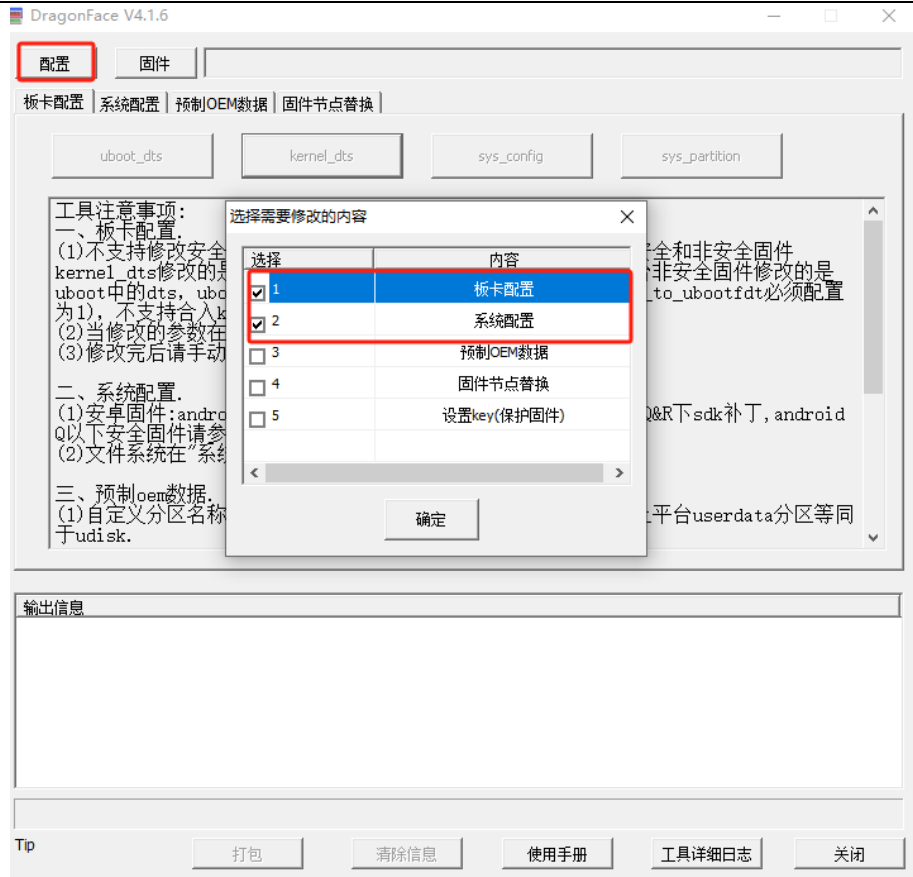 DragonFace V4.1.6
配置
固件
板卡配置 系统配置 预制OEM数据 固件节点替换
uboot_dts kernel_dts sys_config sys_partition
工具注意事项:
一、板卡配置.
(1)不支持修改安全
全和非安全固件
kernel_dts修改的是
非安全固件修改的是
uboot中的dts, ubo
_to_ubootfdt必须配置
为1), 不支持合入k
(2)当修改的参数在
(3)修改完后请手动
二、系统配置.
(1)安卓固件:andro
Q&R下sdk补丁,android
Q以下安全固件请参
(2)文件系统在"系统
三、预制oem数据.
(1)自定义分区名称
平台userdata分区等同
于udisk.
选择需要修改的内容
选择 内容
1 板卡配置
2 系统配置
3 预制OEM数据
4 固件节点替换
5 设置key(保护固件)
确定
输出信息
Tip
打包 清除信息 使用手册 工具详细日志 关闭